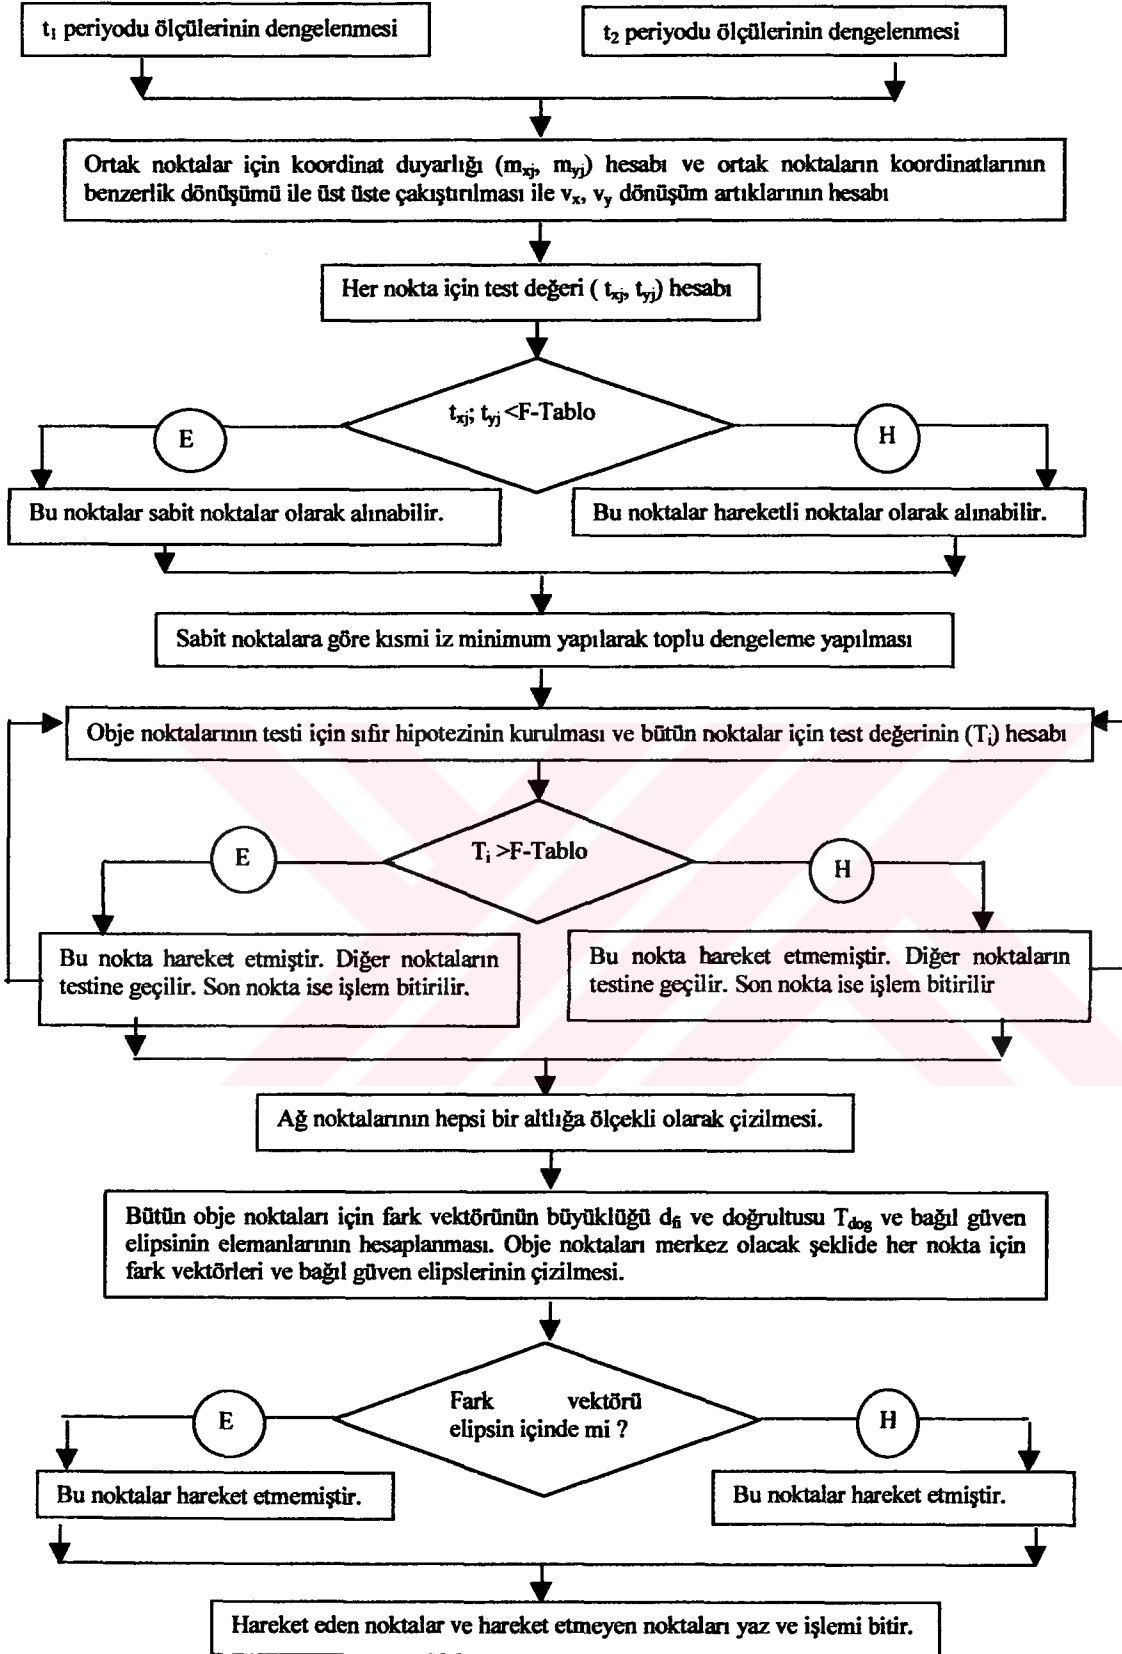 t₁ periyodu ölçülerinin dengelenmesi
t₂ periyodu ölçülerinin dengelenmesi
Ortak noktalar için koordinat duyarlığı (mₓⱼ, mᵧⱼ) hesabı ve ortak noktaların koordinatlarının
benzerlik dönüşümü ile üst üste çakıştırılması ile vₓ, vᵧ dönüşüm artıklarının hesabı
Her nokta için test değeri ( tₓⱼ, tᵧⱼ) hesabı
tₓⱼ; tᵧⱼ <F-Tablo
E
H
Bu noktalar sabit noktalar olarak alınabilir.
Bu noktalar hareketli noktalar olarak alınabilir.
Sabit noktalara göre kısmi iz minimum yapılarak toplu dengeleme yapılması
Obje noktalarının testi için sıfır hipotezinin kurulması ve bütün noktalar için test değerinin (Tᵢ) hesabı
Tᵢ >F-Tablo
E
H
Bu nokta hareket etmiştir. Diğer noktaların
testine geçilir. Son nokta ise işlem bitirilir.
Bu nokta hareket etmemiştir. Diğer noktaların
testine geçilir. Son nokta ise işlem bitirilir
Ağ noktalarının hepsi bir altlığa ölçekli olarak çizilmesi.
Bütün obje noktaları için fark vektörünün büyüklüğü d_fi ve doğrultusu T_dog ve bağıl güven
elipsinin elemanlarının hesaplanması. Obje noktaları merkez olacak şeklide her nokta için
fark vektörleri ve bağıl güven elipslerinin çizilmesi.
Fark vektörü
elipsin içinde mi ?
E
H
Bu noktalar hareket etmemiştir.
Bu noktalar hareket etmiştir.
Hareket eden noktalar ve hareket etmeyen noktaları yaz ve işlemi bitir.